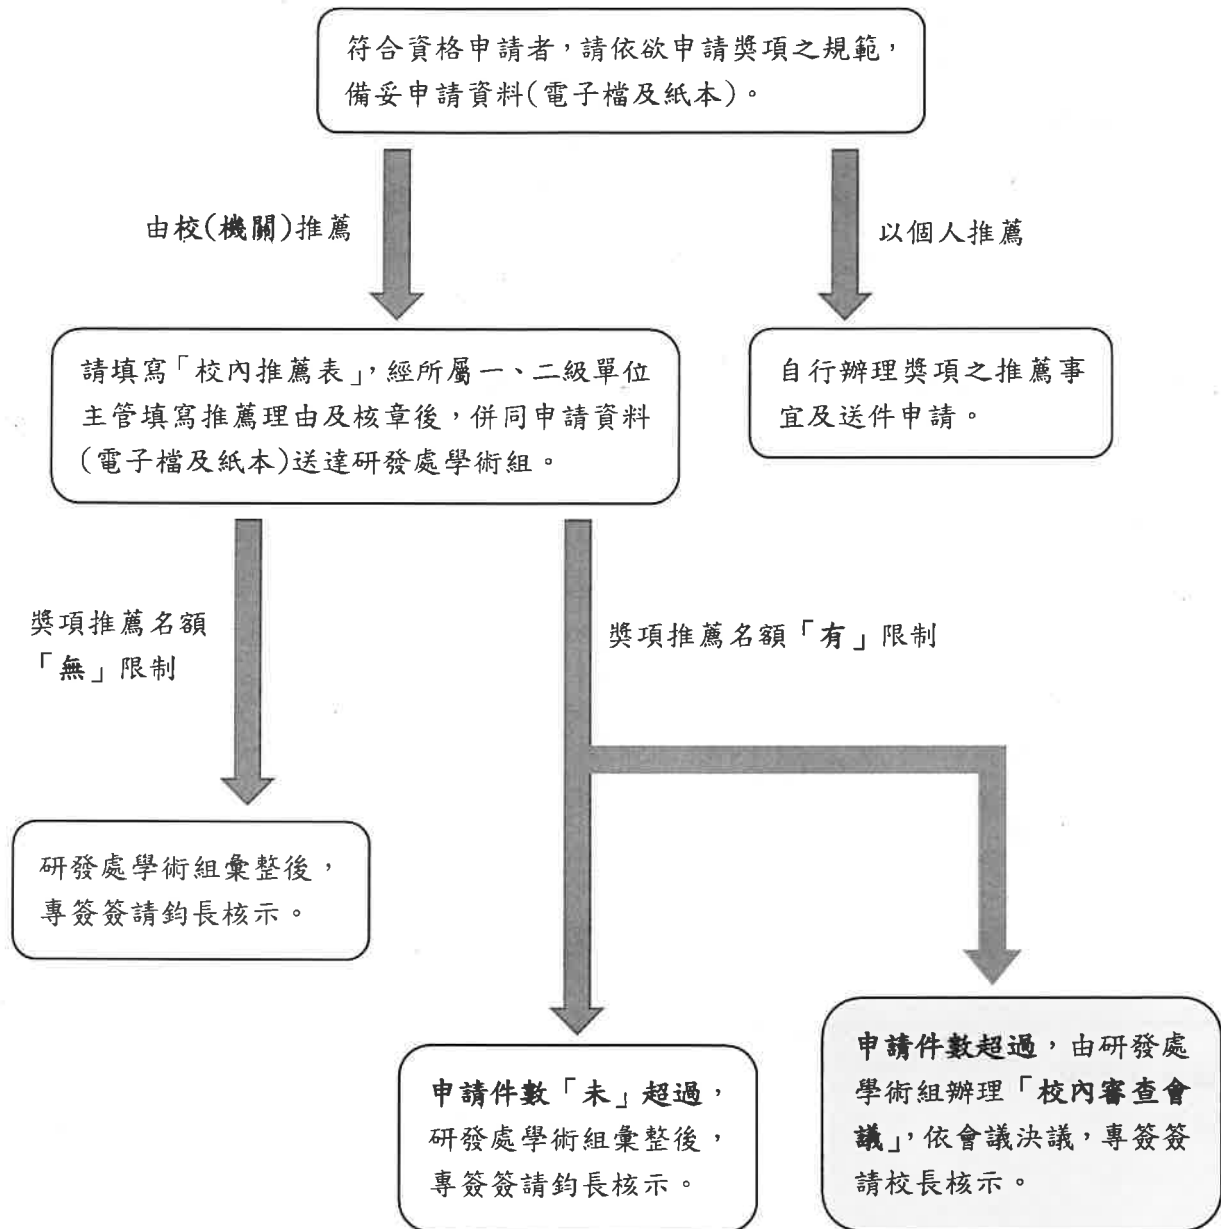 符合資格申請者，請依欲申請獎項之規範，
備妥申請資料(電子檔及紙本)。
由校(機關)推薦
以個人推薦
請填寫「校內推薦表」，經所屬一、二級單位
主管填寫推薦理由及核章後，併同申請資料
(電子檔及紙本)送達研發處學術組。
自行辦理獎項之推薦事
宜及送件申請。
獎項推薦名額
「無」限制
獎項推薦名額「有」限制
研發處學術組彙整後，
專簽簽請鈞長核示。
申請件數「未」超過，
研發處學術組彙整後，
專簽簽請鈞長核示。
申請件數超過，由研發處
學術組辦理「校內審查會
議」，依會議決議，專簽簽
請校長核示。